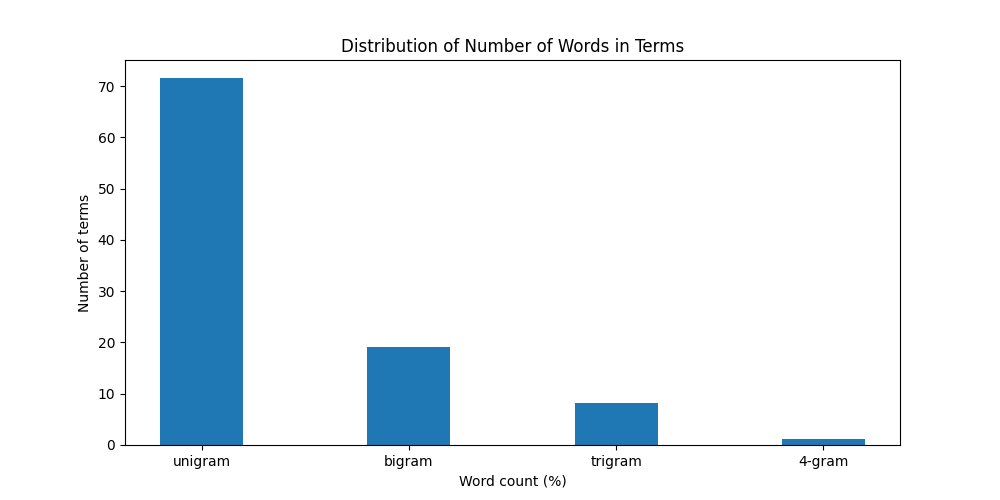 Distribution of Number of Words in Terms
Number of terms
70
60
50
40
30
20
10
0
unigram bigram trigram 4-gram
Word count (%)